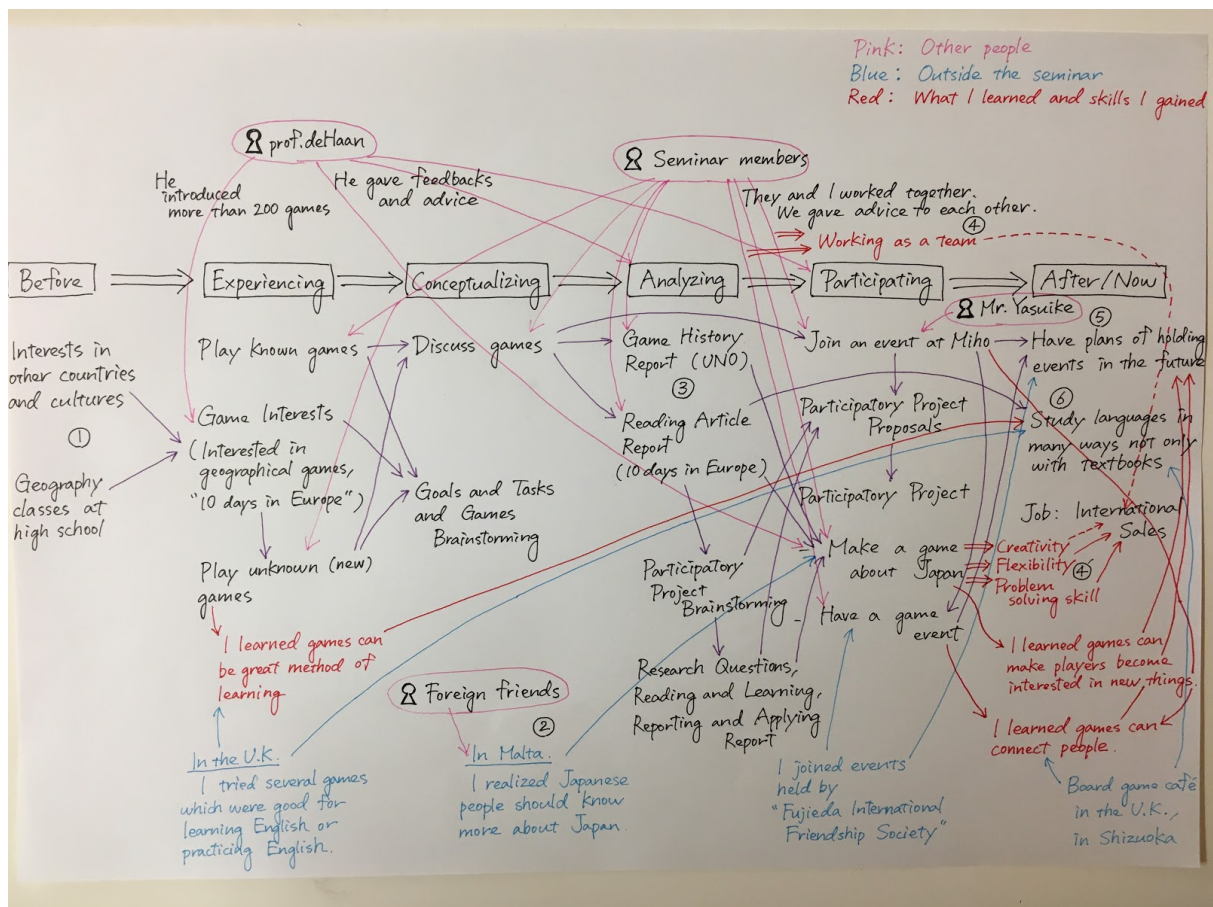 Pink: Other people
Blue: Outside the seminar
Red: What I learned and skills I gained
prof.deHaan
Seminar members
He
introduced
more than 200 games
He gave feedbacks
and advice
They and I worked together.
We gave advice to each other.
④
Working as a team
Before
Experiencing
Conceptualizing
Analyzing
Participating
After/Now
Mr. Yasuike
Interests in
other countries
and cultures
①
Geography
classes at
high school
Play known games
Game Interests
(Interested in
geographical games,
"10 days in Europe")
Play unknown (new)
games
I learned games can
be great method of
learning
In the U.K.
I tried several games
which were good for
learning English or
practicing English.
Discuss games
Goals and Tasks
and Games
Brainstorming
Foreign friends
②
In Malta.
I realized Japanese
people should know
more about Japan.
Game History
Report (UNO)
③
Reading Article
Report
(10 days in Europe)
Participatory
Project
Brainstorming
Research Questions,
Reading and Learning,
Reporting and Applying
Report
Join an event at Miho
Participatory Project
Proposals
Participatory Project
- Make a game
about Japan
- Have a game
event
I joined events
held by
"Fujieda International
Friendship Society"
⑤
Have plans of holding
events in the future
⑥
Study languages in
many ways not only
with textbooks
Job: International
Sales
Creativity
Flexibility
④
Problem
solving skill
I learned games can
make players become
interested in new things.
I learned games can
connect people.
Board game café
in the U.K.,
in Shizuoka